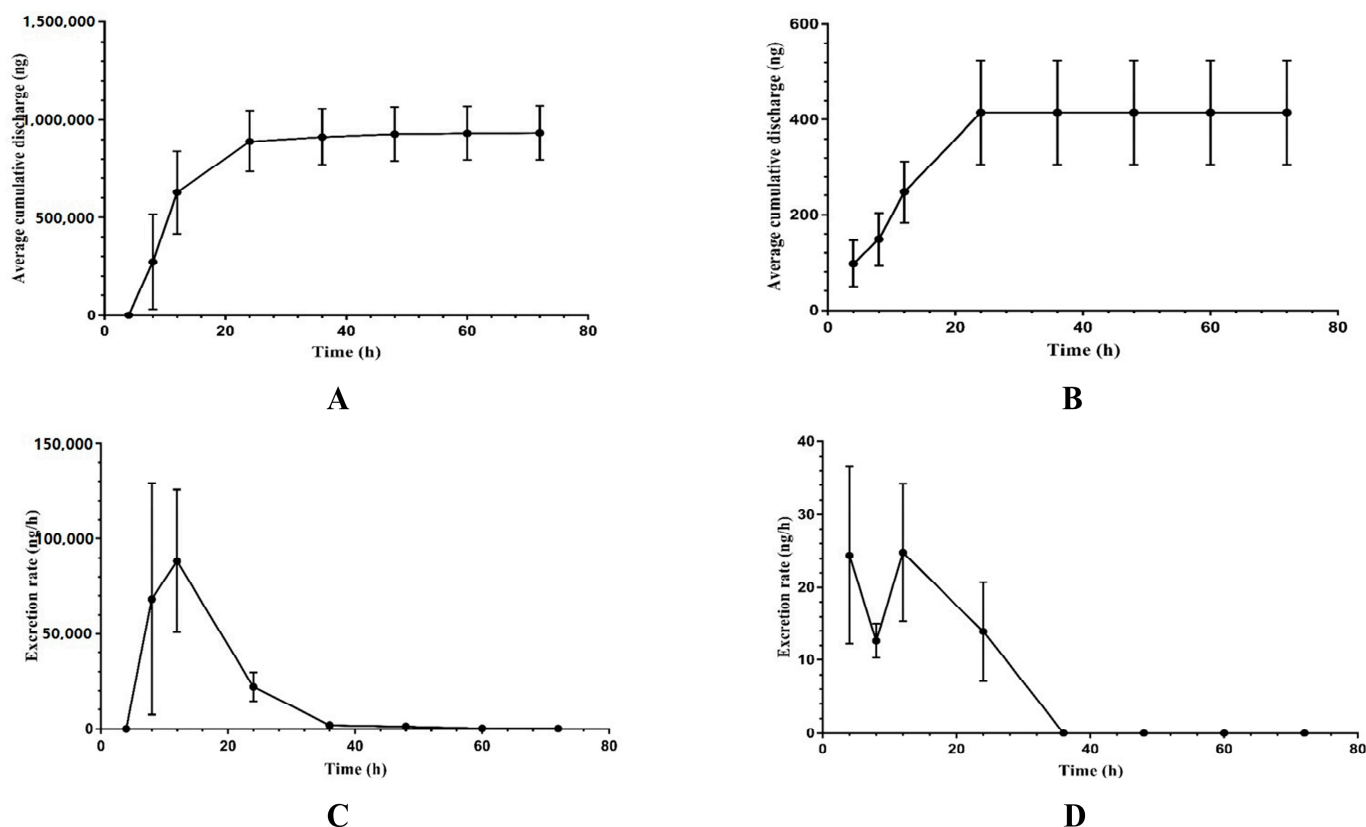 1,500,000
1,000,000
500,000
0
0 20 40 60 80
Average cumulative discharge (ng)
Time (h)
A
600
400
200
0
0 20 40 60 80
Average cumulative discharge (ng)
Time (h)
B
150,000
100,000
50,000
0
0 20 40 60 80
Excretion rate (ng/h)
Time (h)
C
40
30
20
10
0
0 20 40 60 80
Excretion rate (ng/h)
Time (h)
D